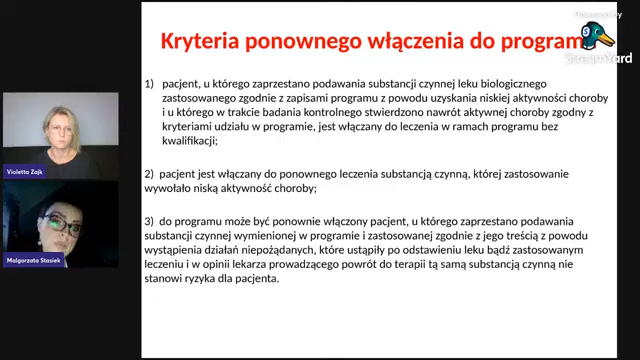 Kryteria ponownego włączenia do program
StreamYard
1) pacjent, u którego zaprzestano podawania substancji czynnej leku biologicznego
zastosowanego zgodnie z zapisami programu z powodu uzyskania niskiej aktywności choroby
i u którego w trakcie badania kontrolnego stwierdzono nawrót aktywnej choroby zgodny z
kryteriami udziału w programie, jest włączany do leczenia w ramach programu bez
kwalifikacji;
2) pacjent jest włączany do ponownego leczenia substancją czynną, której zastosowanie
wywołało niską aktywność choroby;
3) do programu może być ponownie włączony pacjent, u którego zaprzestano podawania
substancji czynnej wymienionej w programie i zastosowanej zgodnie z jego treścią z powodu
wystąpienia działań niepożądanych, które ustąpiły po odstawieniu leku bądź zastosowanym
leczeniu i w opinii lekarza prowadzącego powrót do terapii tą samą substancją czynną nie
stanowi ryzyka dla pacjenta.
Violetta Zajk
Malgorzata Stasiek